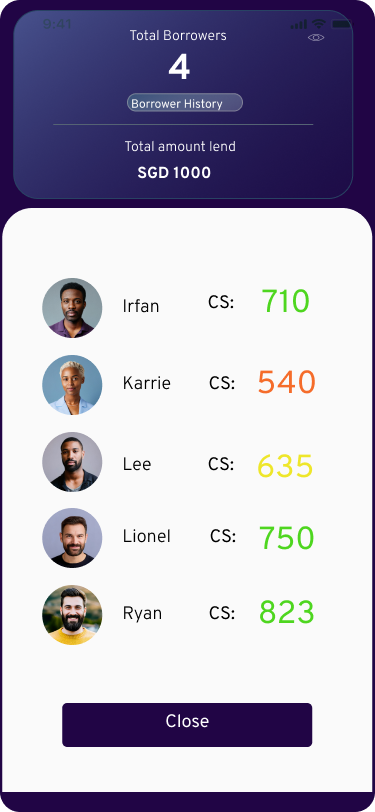 9:41
Total Borrowers
4
Borrower History
Total amount lend
SGD 1000
Irfan CS: 710
Karrie CS: 540
Lee CS: 635
Lionel CS: 750
Ryan CS: 823
Close